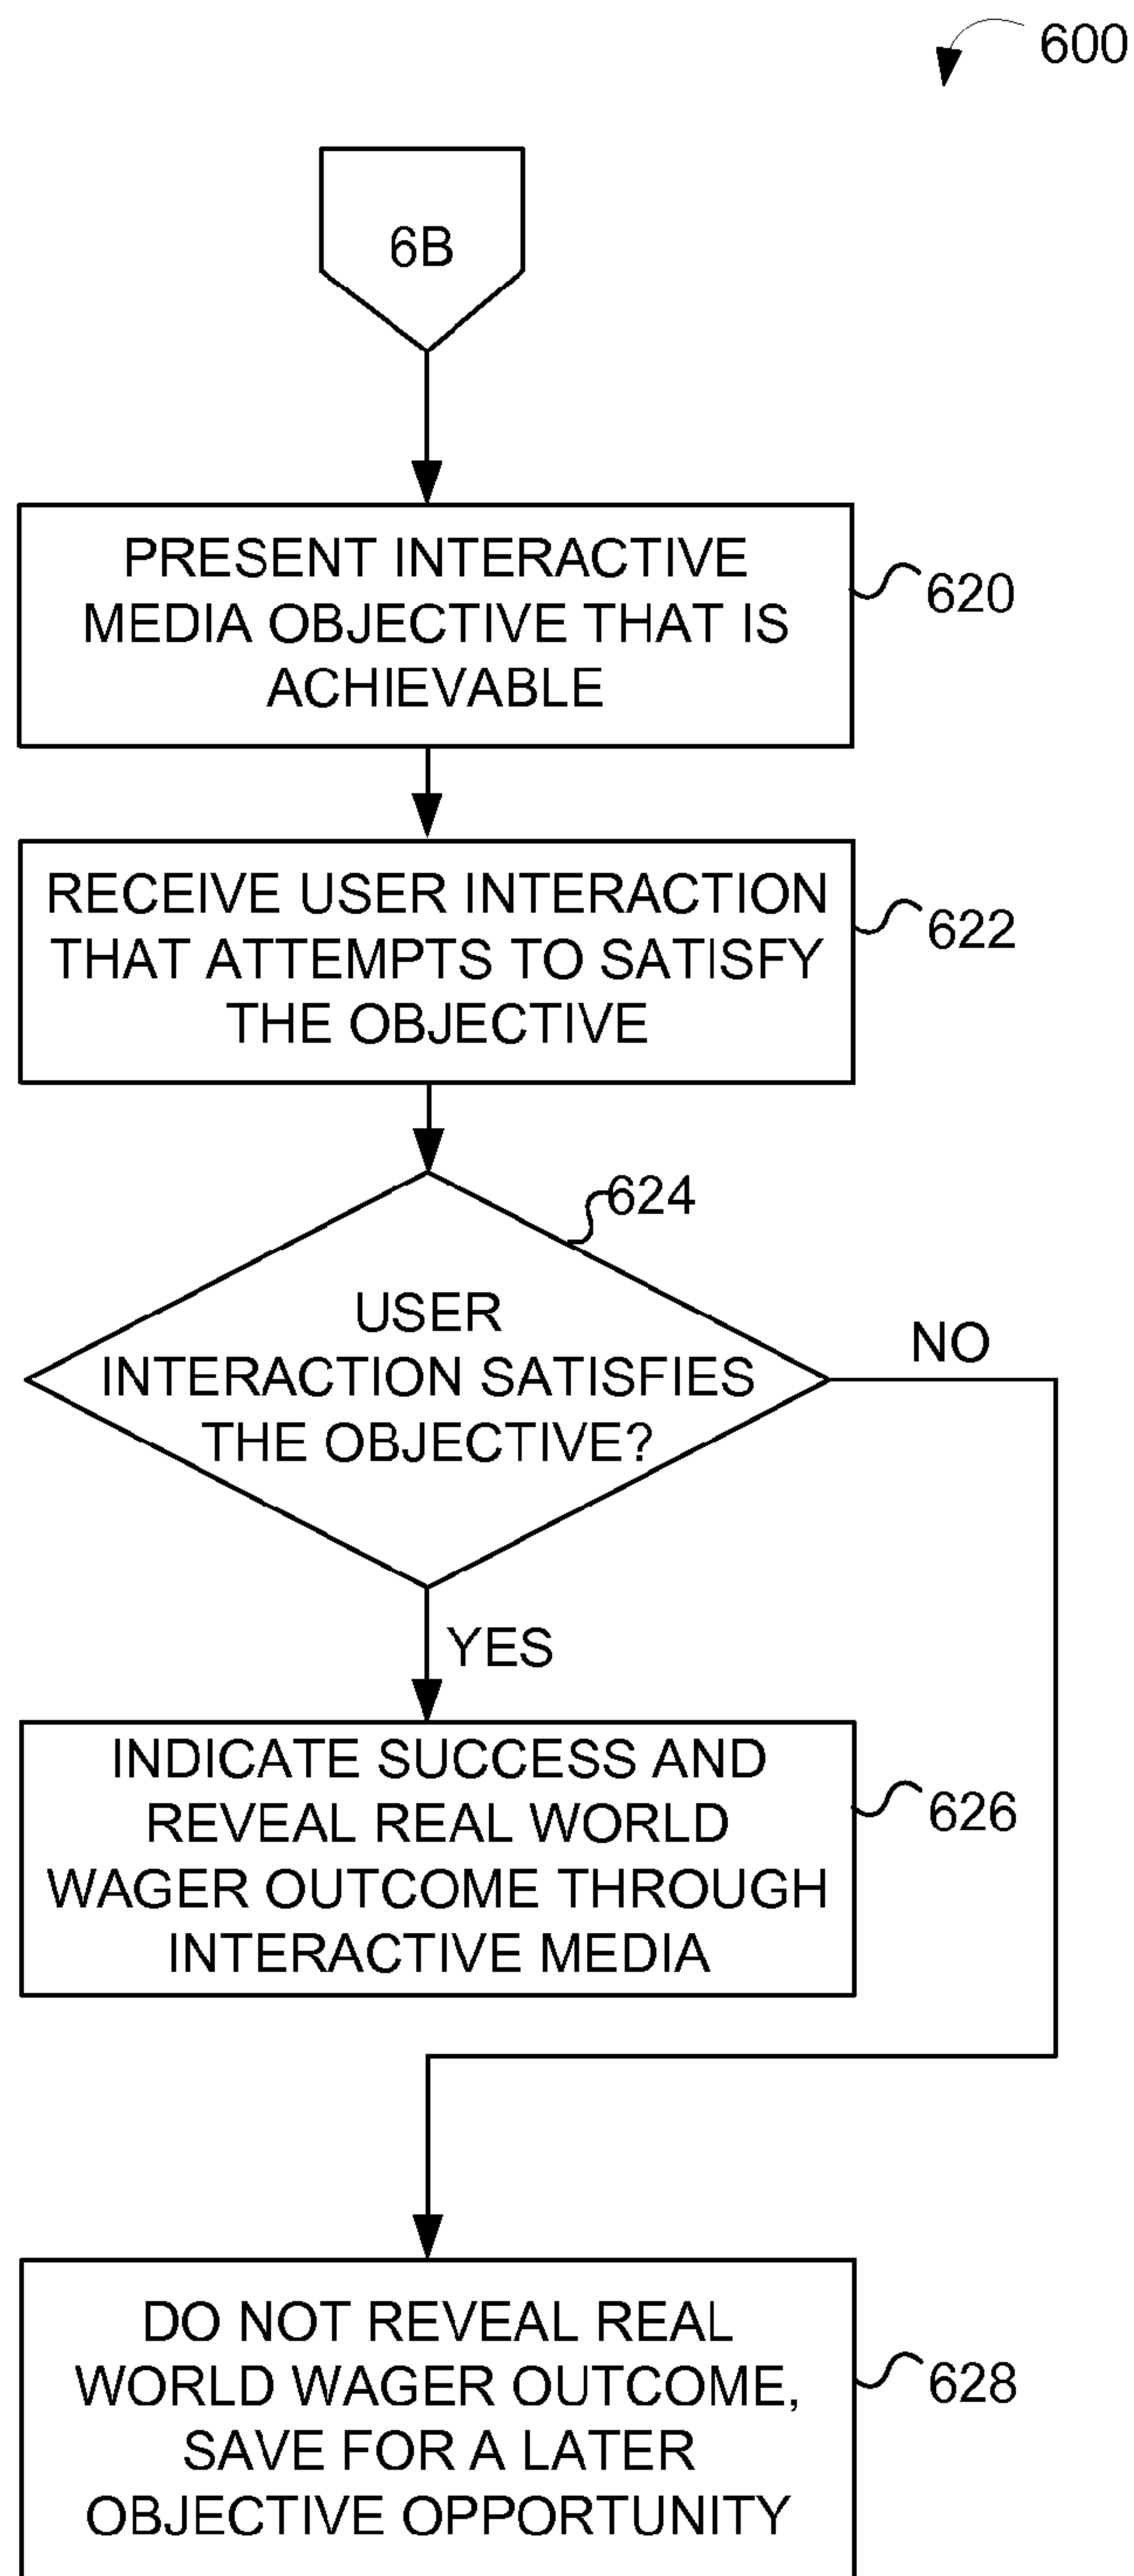 600
6B
PRESENT INTERACTIVE
MEDIA OBJECTIVE THAT IS
ACHIEVABLE
620
RECEIVE USER INTERACTION
THAT ATTEMPTS TO SATISFY
THE OBJECTIVE
622
624
USER
INTERACTION SATISFIES
THE OBJECTIVE?
NO
YES
INDICATE SUCCESS AND
REVEAL REAL WORLD
WAGER OUTCOME THROUGH
INTERACTIVE MEDIA
626
DO NOT REVEAL REAL
WORLD WAGER OUTCOME,
SAVE FOR A LATER
OBJECTIVE OPPORTUNITY
628